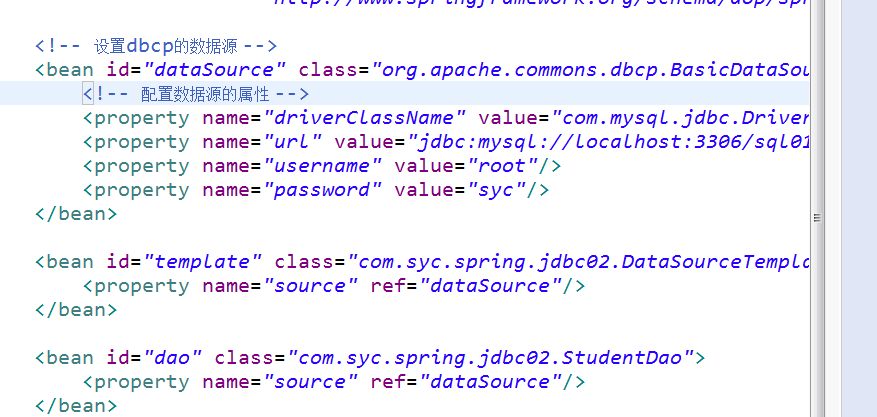 http://www.springframework.org/schema/aop/spr
<!-- 设置dbcp的数据源 -->
<bean id="dataSource" class="org.apache.commons.dbcp.BasicDataSou
<!-- 配置数据源的属性 -->
<property name="driverClassName" value="com.mysql.jdbc.Driver
<property name="url" value="jdbc:mysql://localhost:3306/sql01
<property name="username" value="root"/>
<property name="password" value="syc"/>
</bean>
<bean id="template" class="com.syc.spring.jdbc02.DataSourceTempla
<property name="source" ref="dataSource"/>
</bean>
<bean id="dao" class="com.syc.spring.jdbc02.StudentDao">
<property name="source" ref="dataSource"/>
</bean>